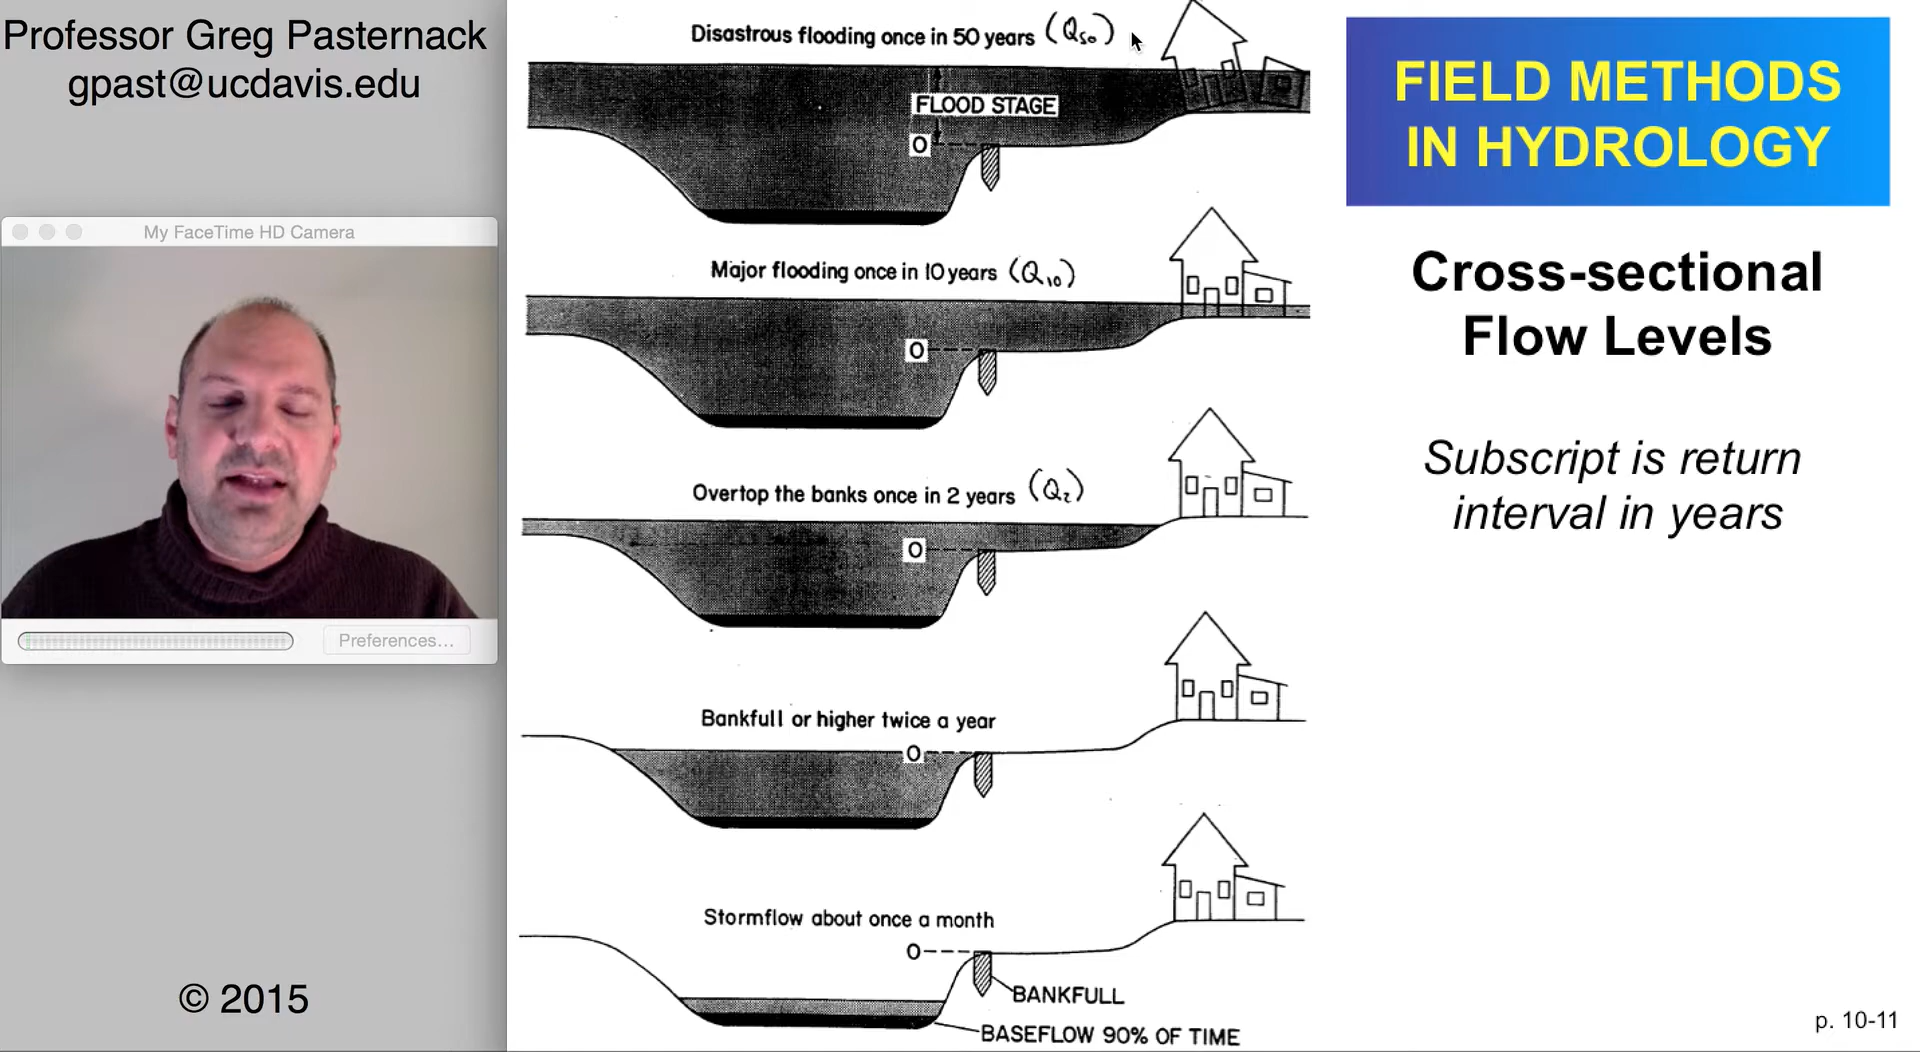 Professor Greg Pasternack
gpast@ucdavis.edu
My FaceTime HD Camera
Preferences...
© 2015
Disastrous flooding once in 50 years (Q50)
FLOOD STAGE
O
Major flooding once in 10 years (Q10)
O
Overtop the banks once in 2 years (Q2)
O
Bankfull or higher twice a year
O
Stormflow about once a month
O
BANKFULL
BASEFLOW 90% OF TIME
FIELD METHODS
IN HYDROLOGY
Cross-sectional
Flow Levels
Subscript is return
interval in years
p. 10-11